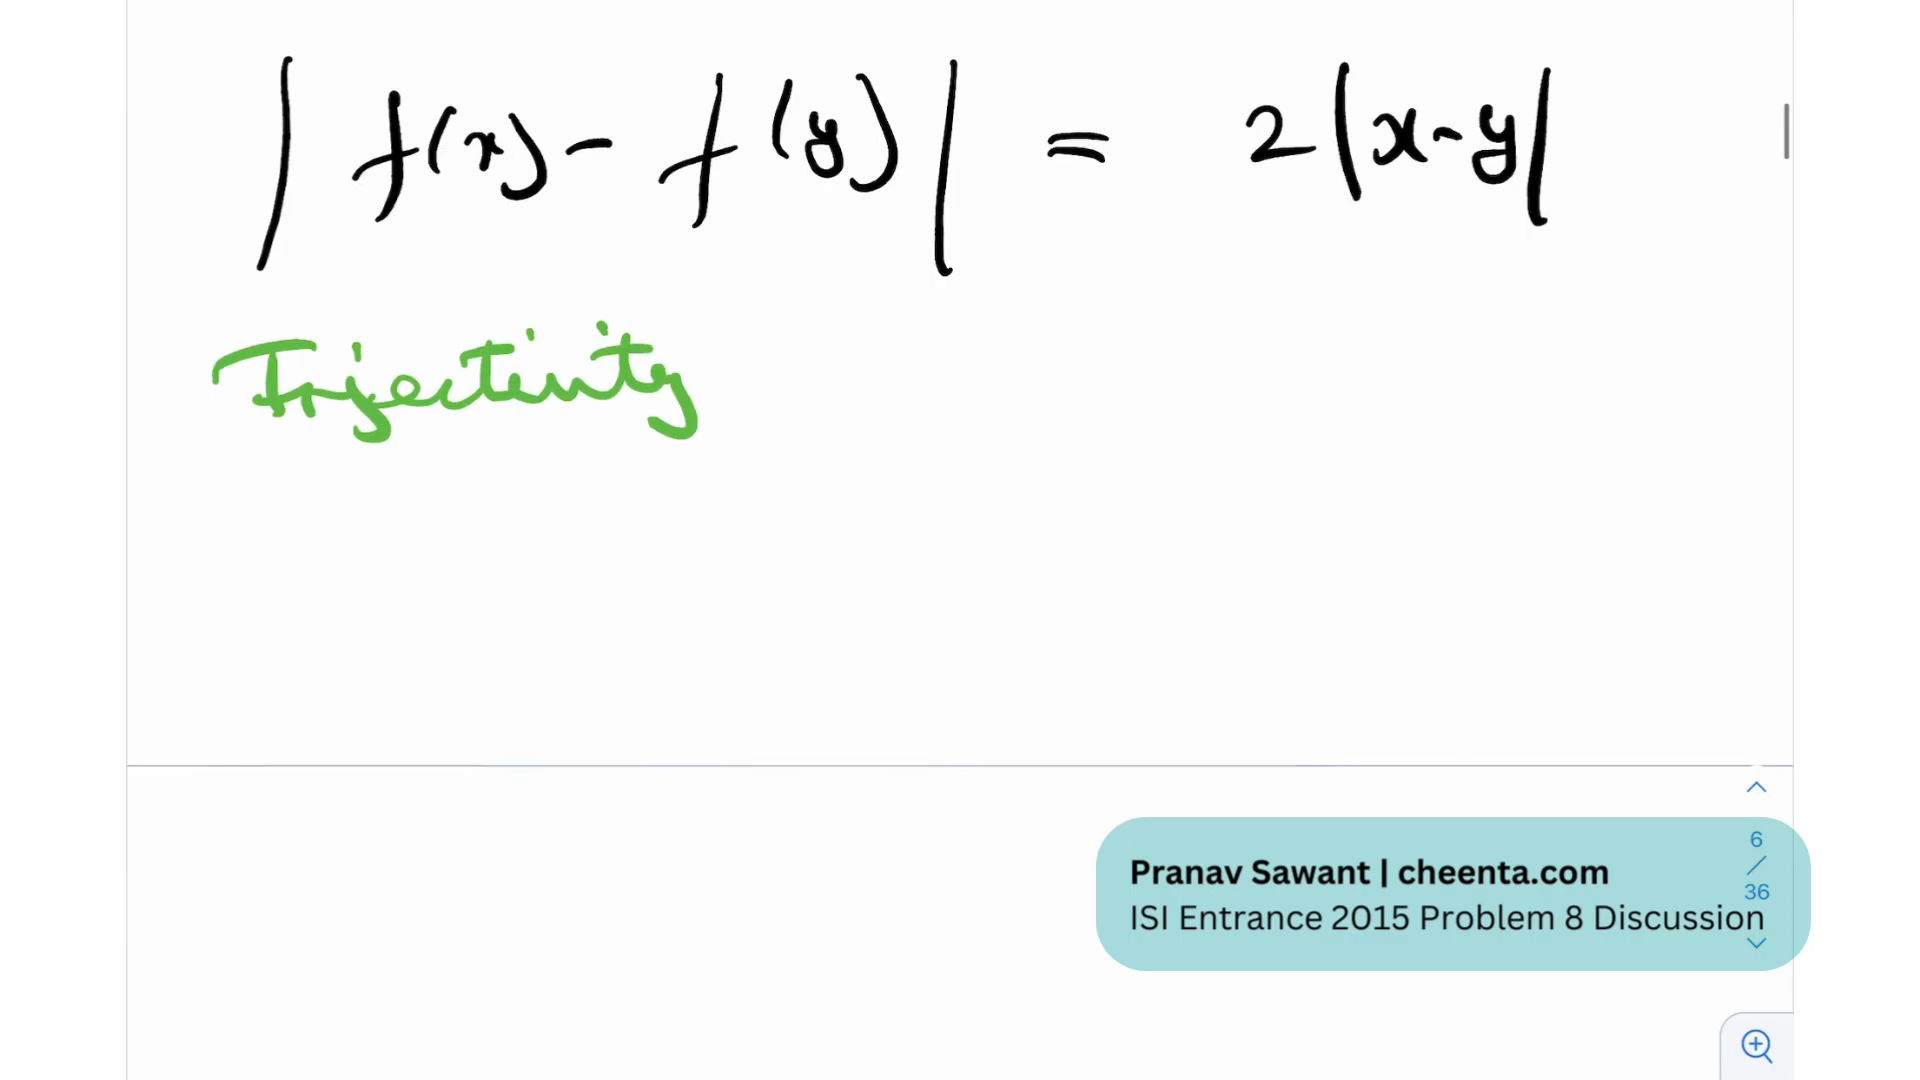 | f(x) - f(y) | = 2 |x-y|
Injectivity
6
/
36
Pranav Sawant | cheenta.com
ISI Entrance 2015 Problem 8 Discussion